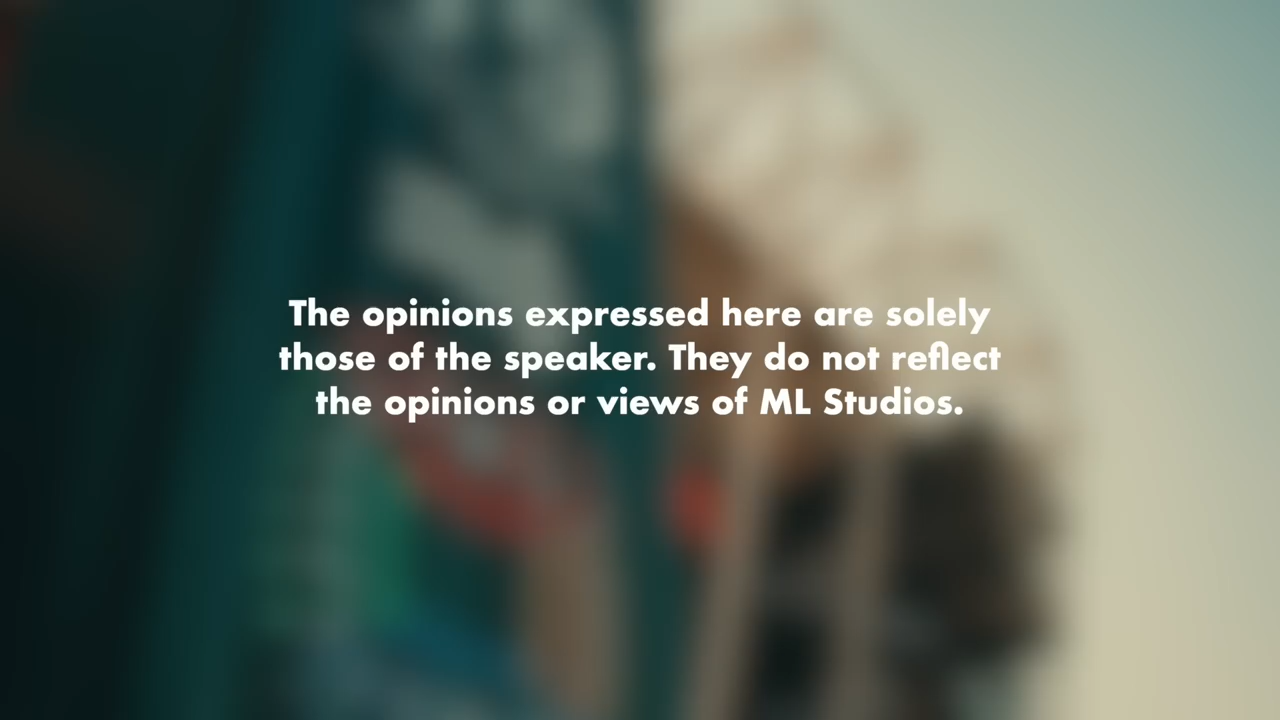 The opinions expressed here are solely
those of the speaker. They do not reflect
the opinions or views of ML Studios.